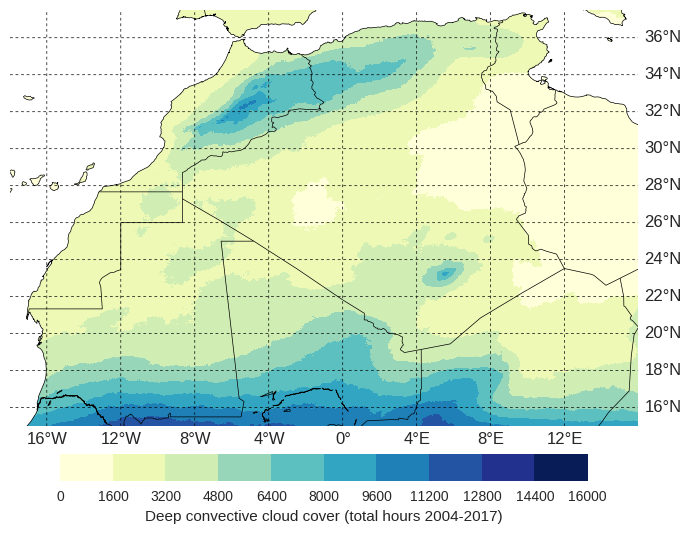 36°N
34°N
32°N
30°N
28°N
26°N
24°N
22°N
20°N
18°N
16°N
16°W 12°W 8°W 4°W 0° 4°E 8°E 12°E
0 1600 3200 4800 6400 8000 9600 11200 12800 14400 16000
Deep convective cloud cover (total hours 2004-2017)